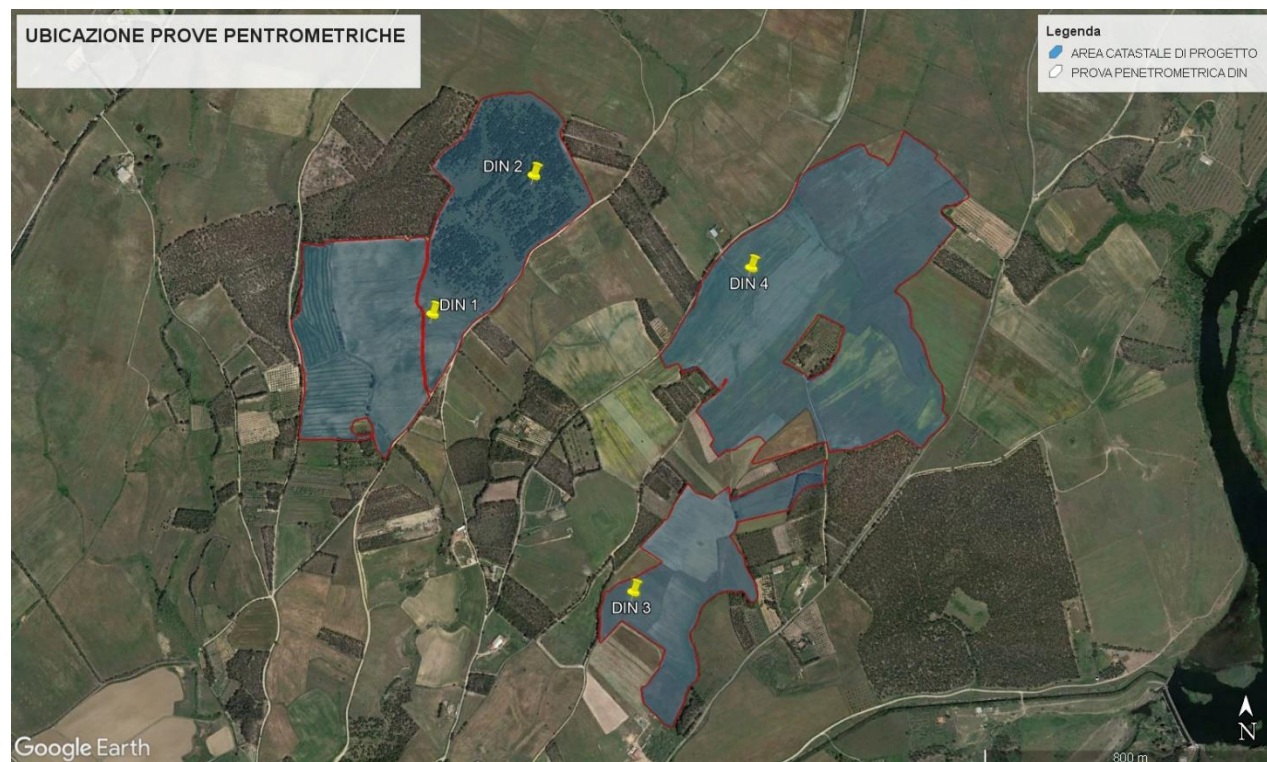 UBICAZIONE PROVE PENTROMETRICHE
Legenda
AREA CATASTALE DI PROGETTO
PROVA PENETROMETRICA DIN
DIN 2
DIN 4
DIN 1
DIN 3
N
Google Earth
800 m